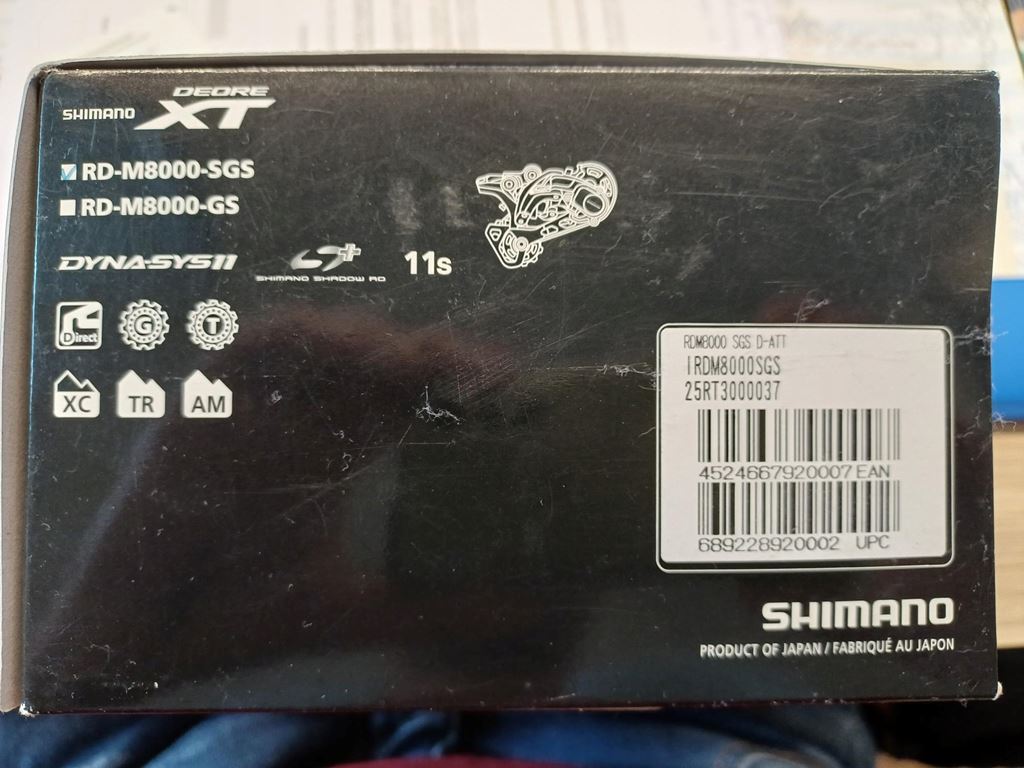 SHIMANO DEORE XT
RD-M8000-SGS
RD-M8000-GS
DYNA-SYS11
SHIMANO SHADOW RD
+
11s
Direct
G
T
XC
TR
AM
RDM8000 SGS D-ATT
IRDM8000SGS
25RT3000037
4524667920007 EAN
689228920002 UPC
SHIMANO
PRODUCT OF JAPAN / FABRIQUÉ AU JAPON